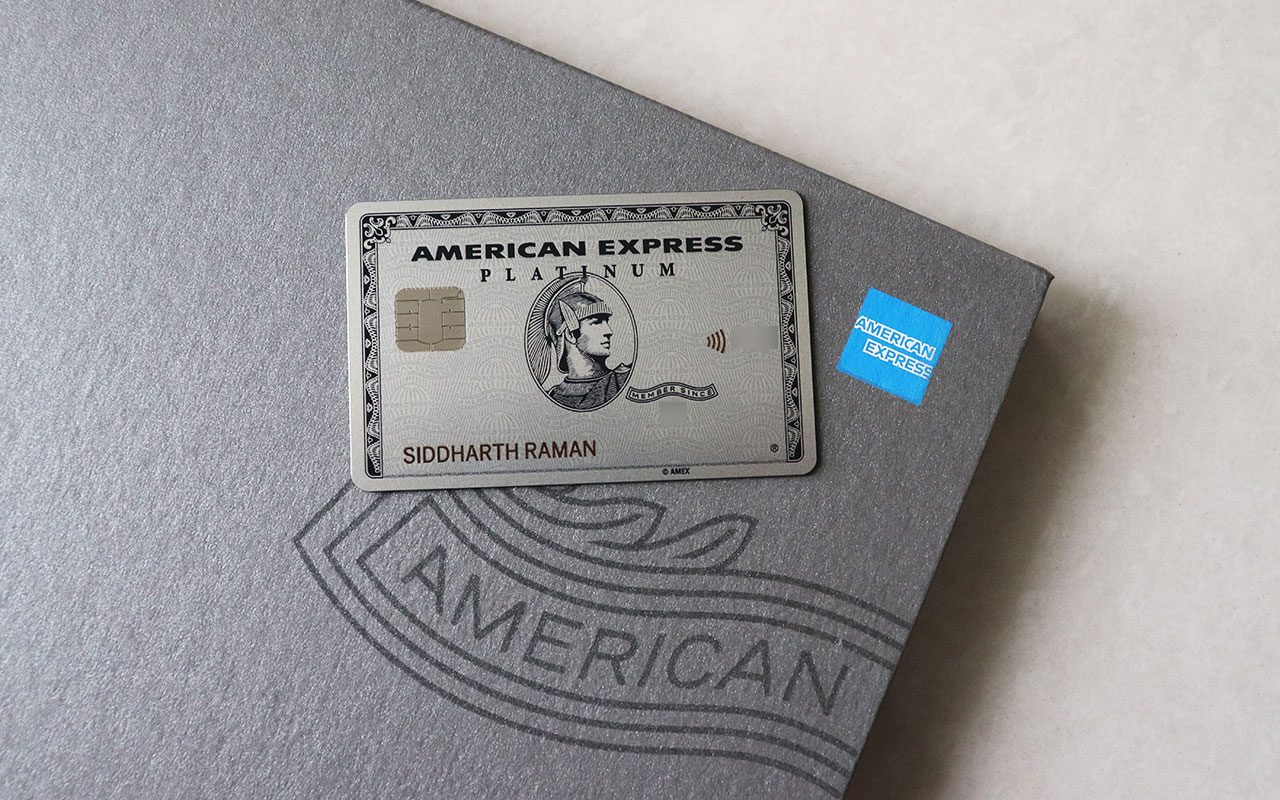 AMERICAN EXPRESS
PLATINUM
MEMBER SINCE
SIDDHARTH RAMAN
®
© AMEX
AMERICAN
EXPRESS
AMERICAN